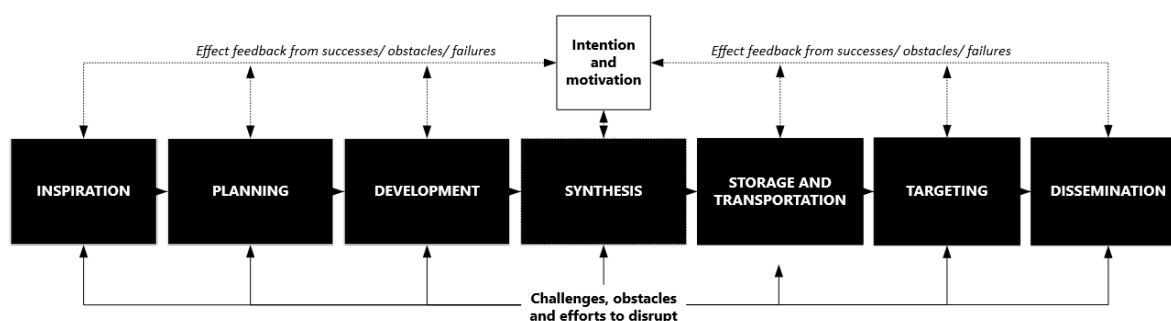 Effect feedback from successes/ obstacles/ failures
Intention
and
motivation
Effect feedback from successes/ obstacles/ failures
INSPIRATION
PLANNING
DEVELOPMENT
SYNTHESIS
STORAGE AND
TRANSPORTATION
TARGETING
DISSEMINATION
Challenges, obstacles
and efforts to disrupt